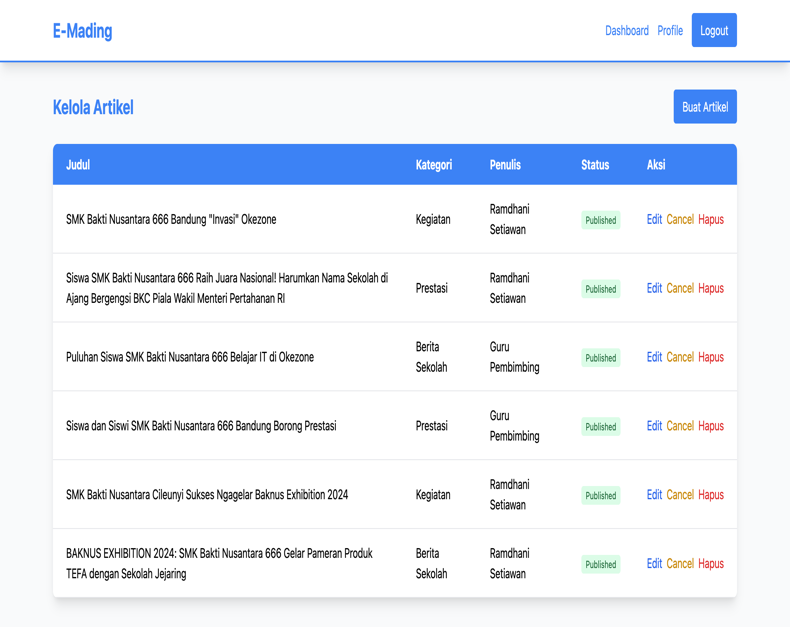 E-Mading
Dashboard Profile Logout
Kelola Artikel
Buat Artikel
Judul Kategori Penulis Status Aksi
SMK Bakti Nusantara 666 Bandung "Invasi" Okezone
Kegiatan
Ramdhani
Setiawan
Published
Edit Cancel Hapus
Siswa SMK Bakti Nusantara 666 Raih Juara Nasional! Harumkan Nama Sekolah di
Ajang Bergengsi BKC Piala Wakil Menteri Pertahanan RI
Prestasi
Ramdhani
Setiawan
Published
Edit Cancel Hapus
Puluhan Siswa SMK Bakti Nusantara 666 Belajar IT di Okezone
Berita
Sekolah
Guru
Pembimbing
Published
Edit Cancel Hapus
Siswa dan Siswi SMK Bakti Nusantara 666 Bandung Borong Prestasi
Prestasi
Guru
Pembimbing
Published
Edit Cancel Hapus
SMK Bakti Nusantara Cileunyi Sukses Ngagelar Baknus Exhibition 2024
Kegiatan
Ramdhani
Setiawan
Published
Edit Cancel Hapus
BAKNUS EXHIBITION 2024: SMK Bakti Nusantara 666 Gelar Pameran Produk
TEFA dengan Sekolah Jejaring
Berita
Sekolah
Ramdhani
Setiawan
Published
Edit Cancel Hapus